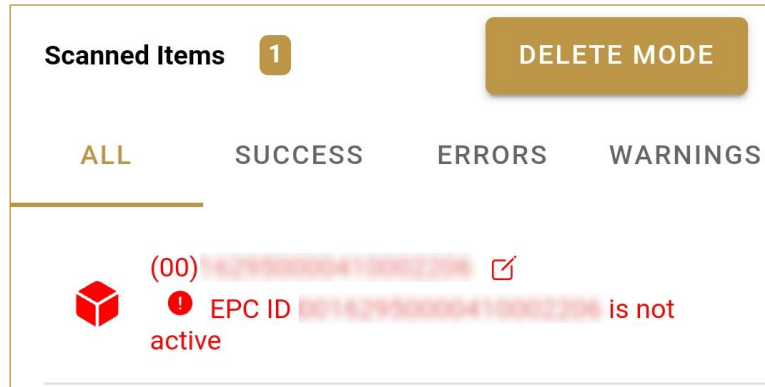 Scanned Items 1
DELETE MODE
ALL SUCCESS ERRORS WARNINGS
(00)
EPC ID is not
active